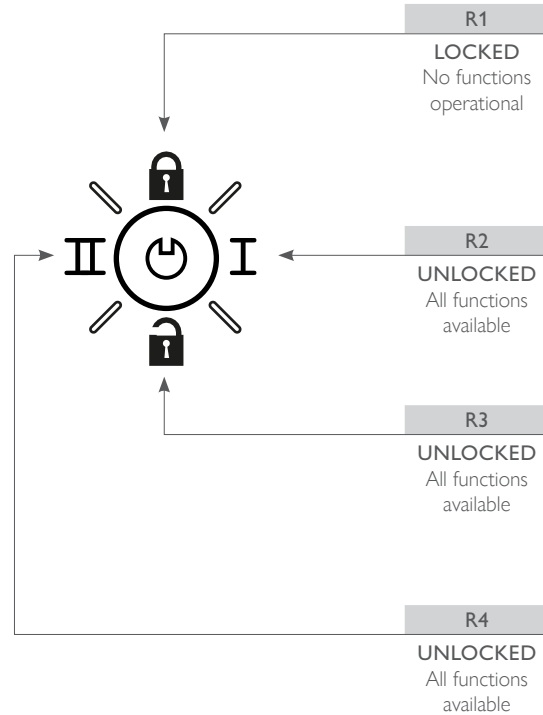 R1
LOCKED
No functions
operational
R2
UNLOCKED
All functions
available
II
I
R3
UNLOCKED
All functions
available
R4
UNLOCKED
All functions
available